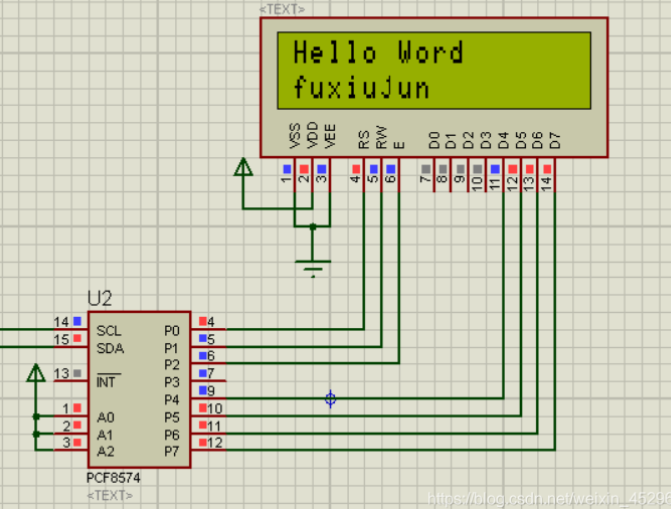 <TEXT>
Hello Word
fuxiuJun
VSS VDD VEE RS RW E D0 D1 D2 D3 D4 D5 D6 D7
1 2 3 4 5 6 7 8 9 10 11 12 13 14
U2
14 SCL P0 4
15 SDA P1 5
P2 6
13 INT P3 7
P4 9
1 A0 P5 10
2 A1 P6 11
3 A2 P7 12
PCF8574
<TEXT>
https://blog.csdn.net/weixin_45296